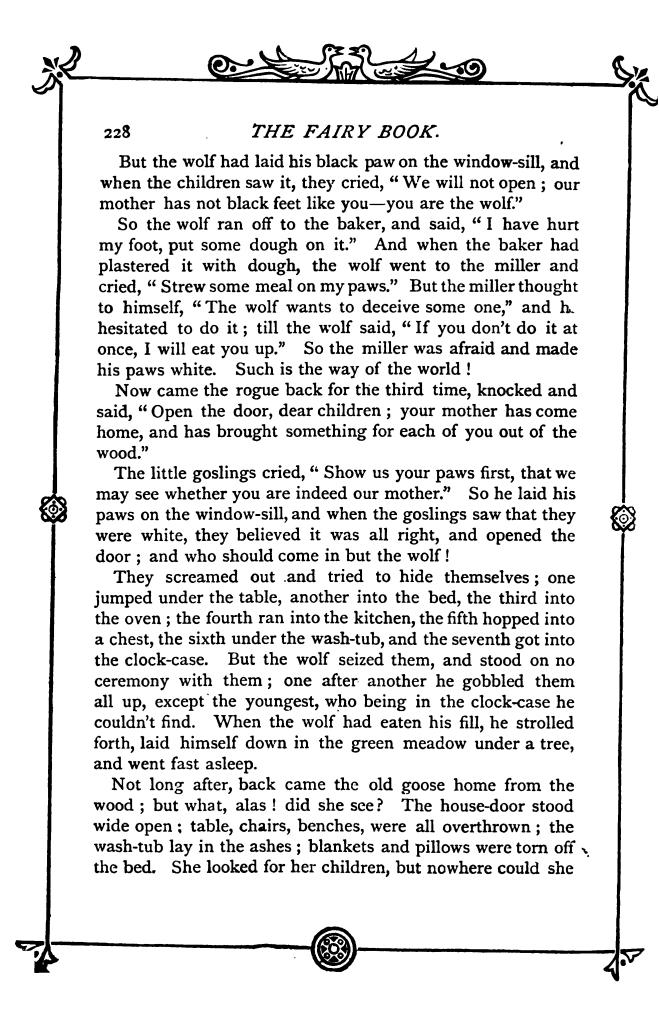 228 THE FAIRY BOOK.
But the wolf had laid his black paw on the window-sill, and
when the children saw it, they cried, “ We will not open ; our
mother has not black feet like you—you are the wolf.”
So the wolf ran off to the baker, and said, “ I have hurt
my foot, put some dough on it.” And when the baker had
plastered it with dough, the wolf went to the miller and
cried, “ Strew some meal on my paws.” But the miller thought
to himself, “ The wolf wants to deceive some one,” and h
hesitated to do it ; till the wolf said, “ If you don’t do it at
once, I will eat you up.” So the miller was afraid and made
his paws white. Such is the way of the world !
Now came the rogue back for the third time, knocked and
said, “ Open the door, dear children ; your mother has come
home, and has brought something for each of you out of the
wood.”
The little goslings cried, “ Show us your paws first, that we
may see whether you are indeed our mother.” So he laid his
paws on the window-sill, and when the goslings saw that they
were white, they believed it was all right, and opened the
door ; and who should come in but the wolf !
They screamed out and tried to hide themselves ; one
jumped under the table, another into the bed, the third into
the oven ; the fourth ran into the kitchen, the fifth hopped into
a chest, the sixth under the wash-tub, and the seventh got into
the clock-case. But the wolf seized them, and stood on no
ceremony with them ; one after another he gobbled them
all up, except the youngest, who being in the clock-case he
couldn’t find. When the wolf had eaten his fill, he strolled
forth, laid himself down in the green meadow under a tree,
and went fast asleep.
Not long after, back came the old goose home from the
wood ; but what, alas ! did she see? The house-door stood
wide open ; table, chairs, benches, were all overthrown ; the
wash-tub lay in the ashes ; blankets and pillows were torn off
the bed. She looked for her children, but nowhere could she